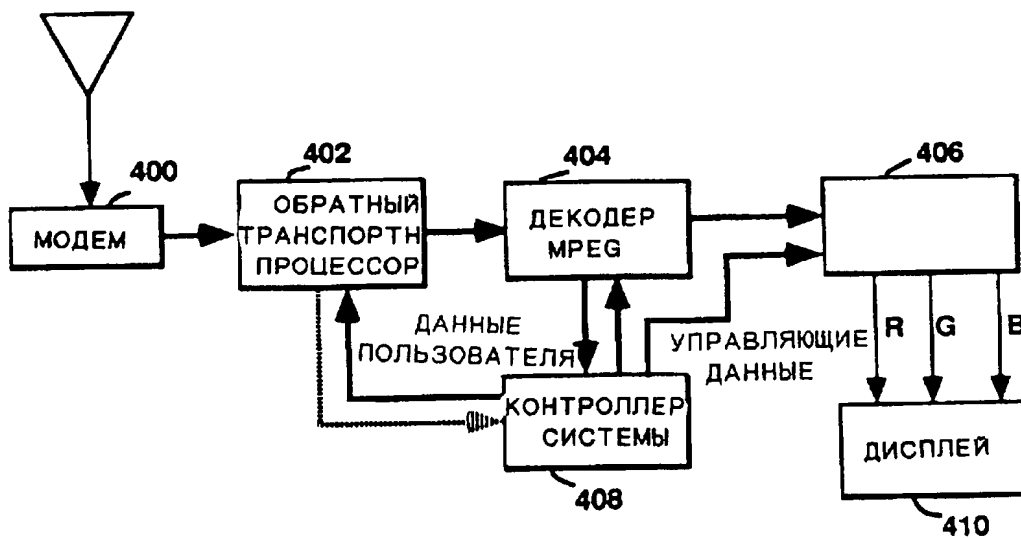 400
МОДЕМ
402
ОБРАТНЫЙ
ТРАНСПОРТН
ПРОЦЕССОР
404
ДЕКОДЕР
MPEG
406
ДАННЫЕ
ПОЛЬЗОВАТЕЛЯ
УПРАВЛЯЮЩИЕ
ДАННЫЕ
R
G
B
КОНТРОЛЛЕР
СИСТЕМЫ
408
ДИСПЛЕЙ
410